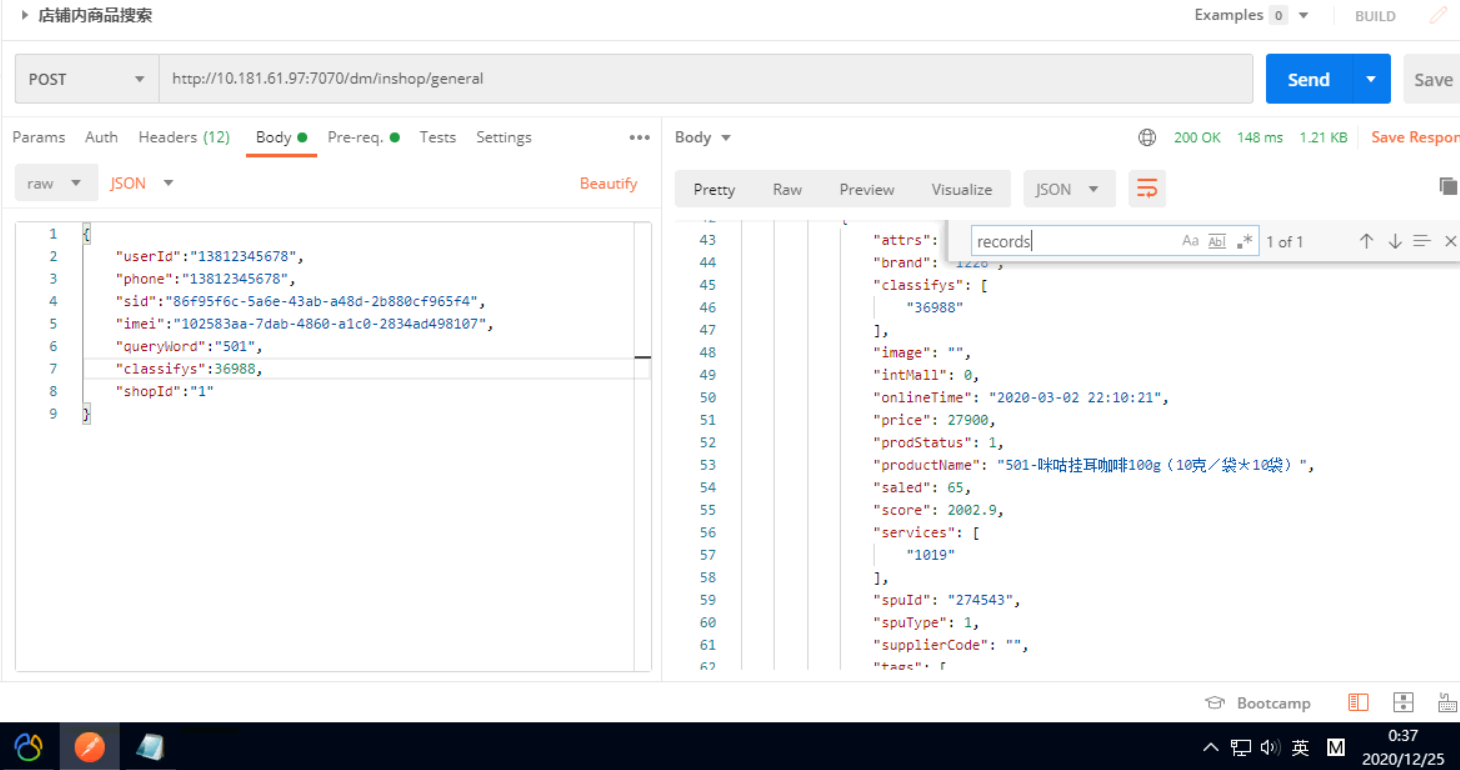 店铺内商品搜索
Examples 0
BUILD
POST
http://10.181.61.97:7070/dm/inshop/general
Send
Save
Params Auth Headers (12) Body Pre-req. Tests Settings
raw JSON Beautify
1 {
2 "userId":"13812345678",
3 "phone":"13812345678",
4 "sid":"86f95f6c-5a6e-43ab-a48d-2b880cf965f4",
5 "imei":"102583aa-7dab-4860-a1c0-2834ad498107",
6 "queryWord":"501",
7 "classifys":36988,
8 "shopId":"1"
9 }
Body 200 OK 148 ms 1.21 KB Save Respon
Pretty Raw Preview Visualize JSON
records Aa Abl .* 1 of 1
42 {
43 "attrs":
44 "brand": "1226",
45 "classifys": [
46 "36988"
47 ],
48 "image": "",
49 "intMall": 0,
50 "onlineTime": "2020-03-02 22:10:21",
51 "price": 27900,
52 "prodStatus": 1,
53 "productName": "501-咪咕挂耳咖啡100g（10克／袋＊10袋）",
54 "saled": 65,
55 "score": 2002.9,
56 "services": [
57 "1019"
58 ],
59 "spuId": "274543",
60 "spuType": 1,
61 "supplierCode": "",
62 "tags": [
Bootcamp
英 M
0:37
2020/12/25